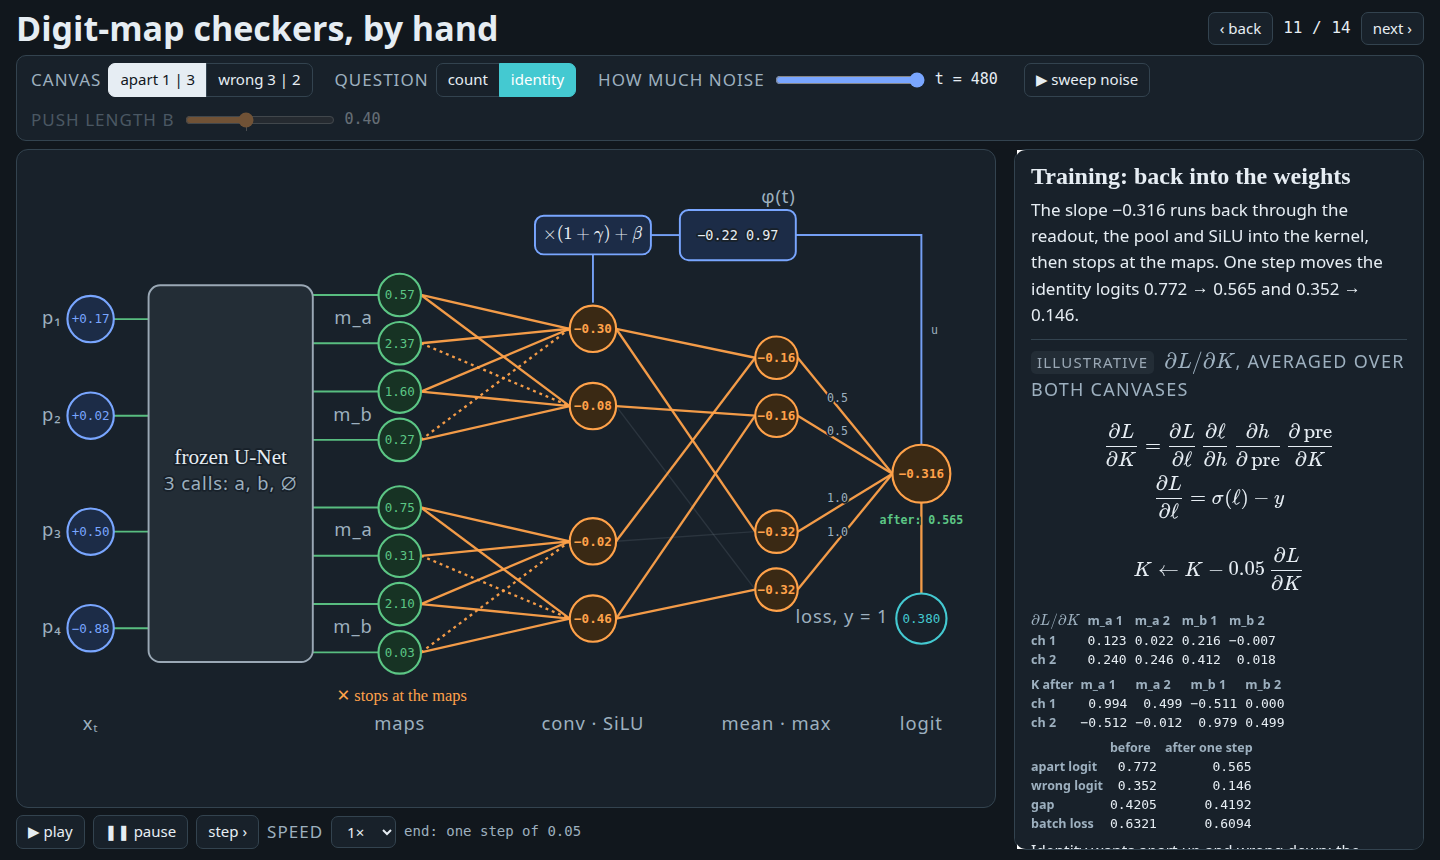 Digit-map checkers, by hand
‹ back 11 / 14 next ›
CANVAS apart 1 | 3 wrong 3 | 2 QUESTION count identity HOW MUCH NOISE t = 480 ▶ sweep noise
PUSH LENGTH B 0.40
φ(t)
×(1 + γ) + β −0.22 0.97
p₁ +0.17
p₂ +0.02
p₃ +0.50
p₄ −0.88
frozen U-Net
3 calls: a, b, ∅
0.57
m_a
2.37
1.60
m_b
0.27
0.75
m_a
0.31
2.10
m_b
0.03
−0.30
−0.08
−0.02
−0.46
−0.16
−0.16
−0.32
−0.32
0.5
0.5
1.0
1.0
u
−0.316
after: 0.565
loss, y = 1 0.380
✕ stops at the maps
xₜ maps conv · SiLU mean · max logit
▶ play ❚❚ pause step › SPEED 1× end: one step of 0.05
Training: back into the weights
The slope −0.316 runs back through the
readout, the pool and SiLU into the kernel,
then stops at the maps. One step moves the
identity logits 0.772 → 0.565 and 0.352 →
0.146.
ILLUSTRATIVE ∂L/∂K, AVERAGED OVER
BOTH CANVASES
∂L/∂K = ∂L/∂ℓ ∂ℓ/∂h ∂h/∂ pre ∂ pre/∂K
∂L/∂ℓ = σ(ℓ) − y
K ← K − 0.05 ∂L/∂K
∂L/∂K m_a 1 m_a 2 m_b 1 m_b 2
ch 1 0.123 0.022 0.216 −0.007
ch 2 0.240 0.246 0.412 0.018
K after m_a 1 m_a 2 m_b 1 m_b 2
ch 1 0.994 0.499 −0.511 0.000
ch 2 −0.512 −0.012 0.979 0.499
before after one step
apart logit 0.772 0.565
wrong logit 0.352 0.146
gap 0.4205 0.4192
batch loss 0.6321 0.6094
Identity wants apart up and wrong down: the